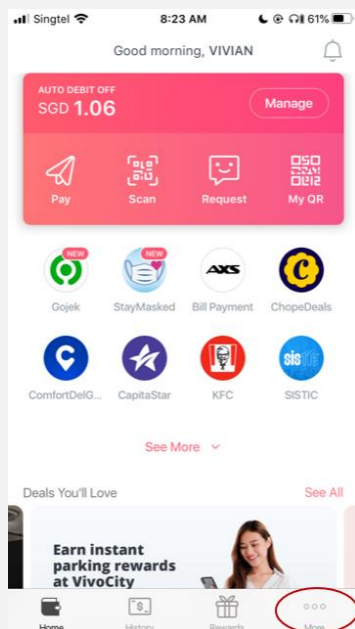 Singtel 8:23 AM 61%
Good morning, VIVIAN
AUTO DEBIT OFF
SGD 1.06
Manage
Pay Scan Request My QR
NEW NEW
AXS C
Gojek StayMasked Bill Payment ChopeDeals
KFC sistic
ComfortDelG... CapitaStar KFC SISTIC
See More
Deals You'll Love See All
Earn instant
parking rewards
at VivoCity
$
Home History Rewards More